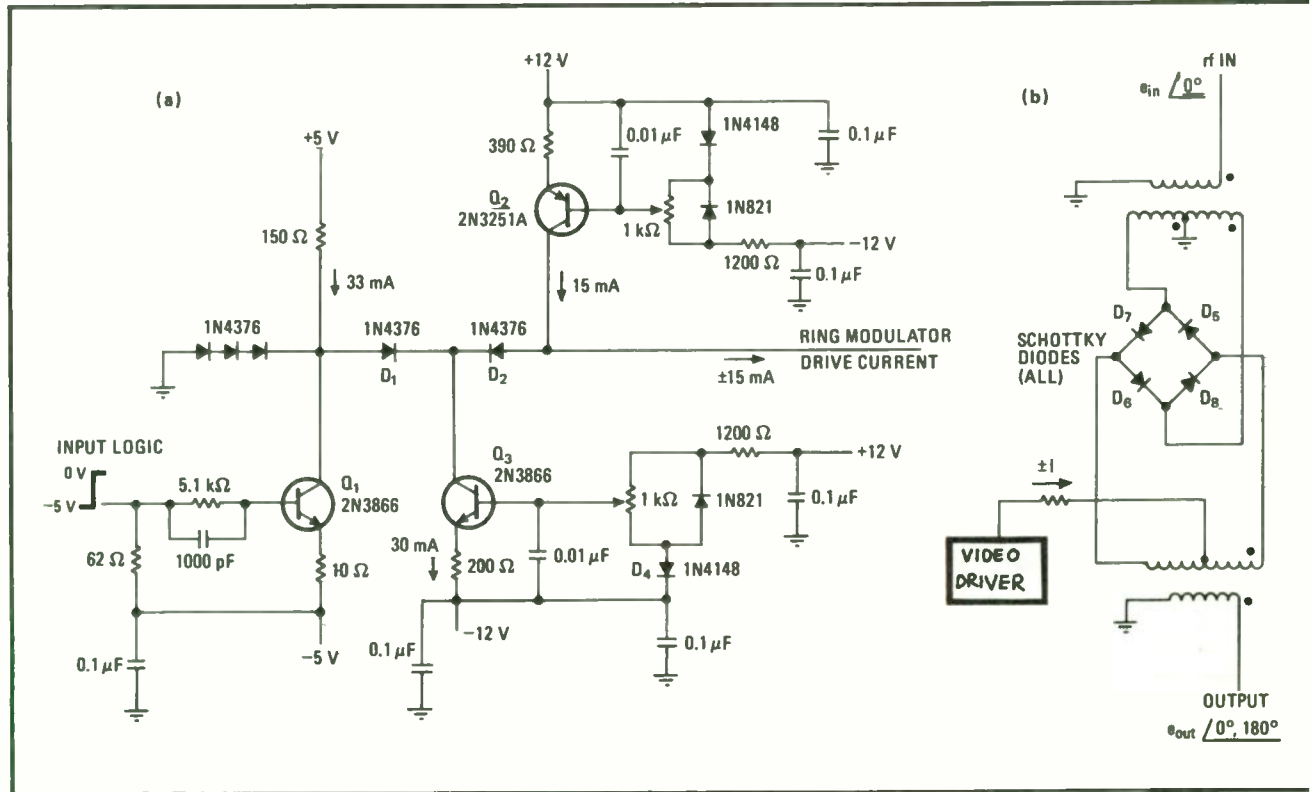 (a)
+12 V
390 Ω
0.01 μF
1N4148
0.1 μF
+5 V
Q2
2N3251A
1 kΩ
1N821
-12 V
1200 Ω
0.1 μF
150 Ω
33 mA
15 mA
1N4376
1N4376
1N4376
D1
D2
RING MODULATOR
DRIVE CURRENT
±15 mA
INPUT LOGIC
0 V
-5 V
5.1 kΩ
1000 pF
62 Ω
Q1
2N3866
10 Ω
0.1 μF
-5 V
Q3
2N3866
30 mA
200 Ω
0.01 μF
1200 Ω
+12 V
1 kΩ
1N821
0.1 μF
D4
1N4148
-12 V
0.1 μF
0.1 μF
(b)
rf IN
ein /0°
SCHOTTKY
DIODES
(ALL)
D7
D5
D6
D8
±I
VIDEO
DRIVER
OUTPUT
eout /0°, 180°